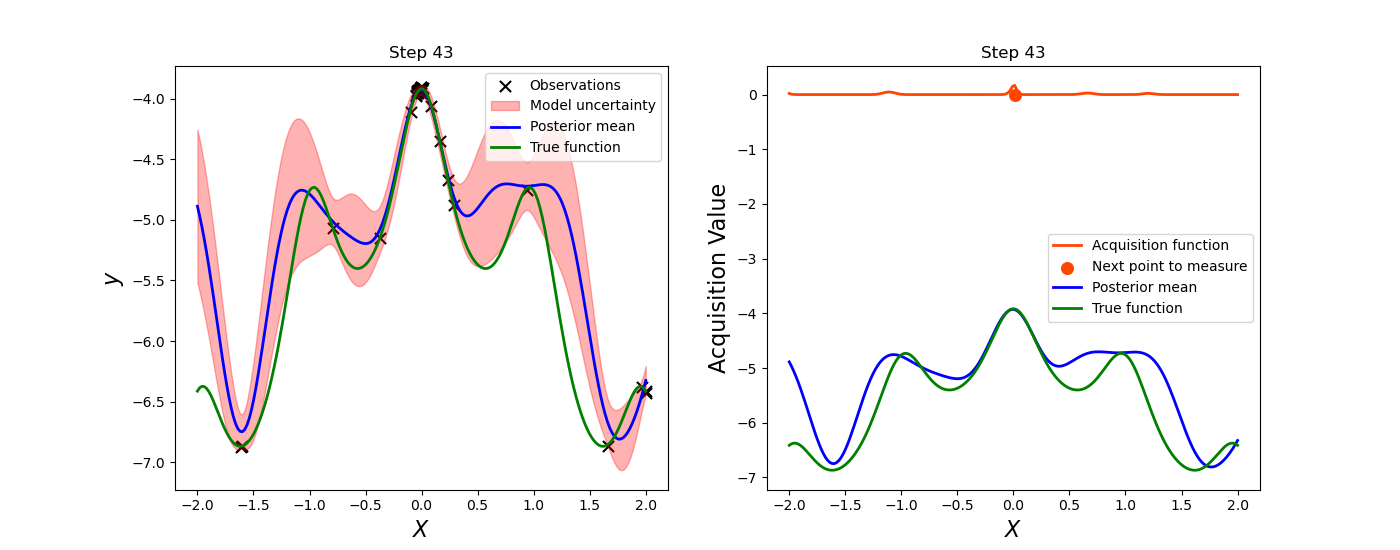 Step 43
Observations
Model uncertainty
Posterior mean
True function
−4.0
−4.5
−5.0
−5.5
−6.0
−6.5
−7.0
y
−2.0 −1.5 −1.0 −0.5 0.0 0.5 1.0 1.5 2.0
X
Step 43
Acquisition function
Next point to measure
Posterior mean
True function
0
−1
−2
−3
−4
−5
−6
−7
Acquisition Value
−2.0 −1.5 −1.0 −0.5 0.0 0.5 1.0 1.5 2.0
X